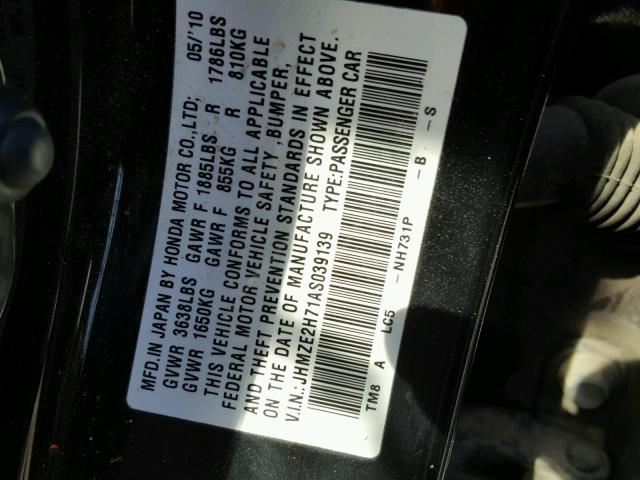 MFD.IN JAPAN BY HONDA MOTOR CO.,LTD; 05/'10
GVWR 3638LBS GAWR F 1885LBS R 1786LBS
GVWR 1650KG GAWR F 855KG R 810KG
THIS VEHICLE CONFORMS TO ALL APPLICABLE
FEDERAL MOTOR VEHICLE SAFETY ,BUMPER,
AND THEFT PREVENTION STANDARDS IN EFFECT
ON THE DATE OF MANUFACTURE SHOWN ABOVE.
V.I.N.:JHMZE2H71AS039139 TYPE:PASSENGER CAR
TM8 A LC5 -NH731P -B -S